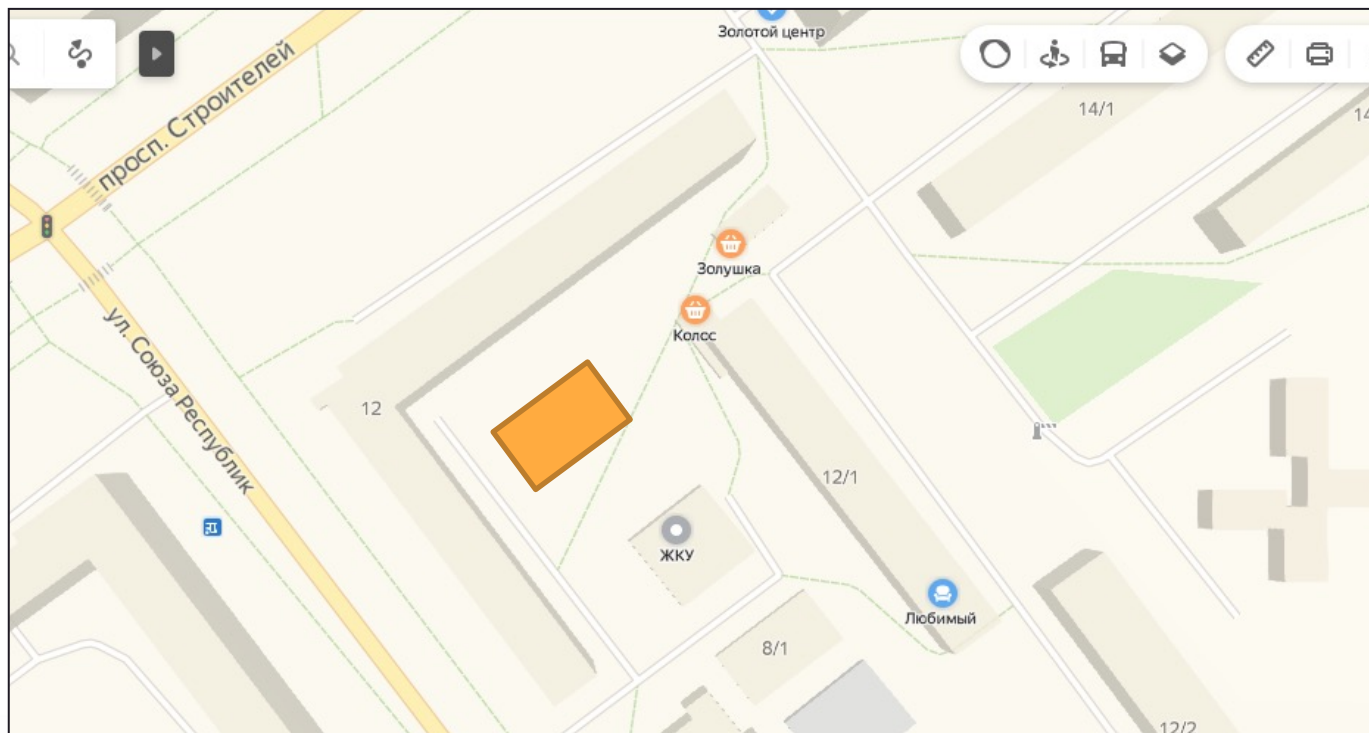 Золотой центр
просп. Строителей
14/1
Золушка
Колос
ул. Союза Республик
12
12/1
ЖКУ
Любимый
8/1
12/2